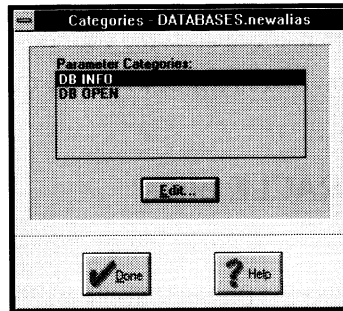 Categories - DATABASES.newalias
Parameter Categories:
DB INFO
DB OPEN
Edit...
Done
Help